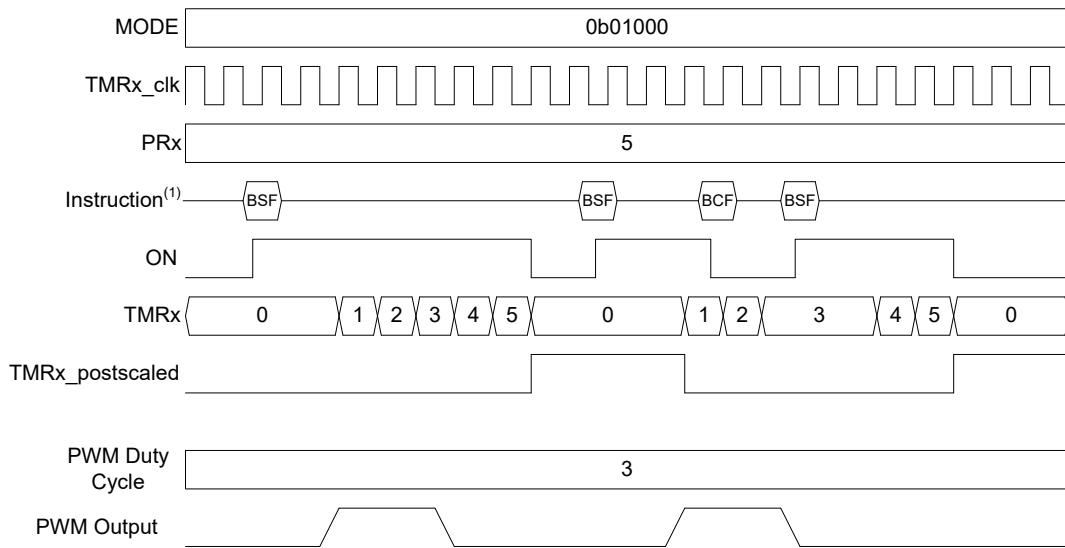 MODE 0b01000
TMRx_clk
PRx 5
Instruction(1) BSF BSF BCF BSF
ON
TMRx 0 1 2 3 4 5 0 1 2 3 4 5 0
TMRx_postscaled
PWM Duty
Cycle 3
PWM Output